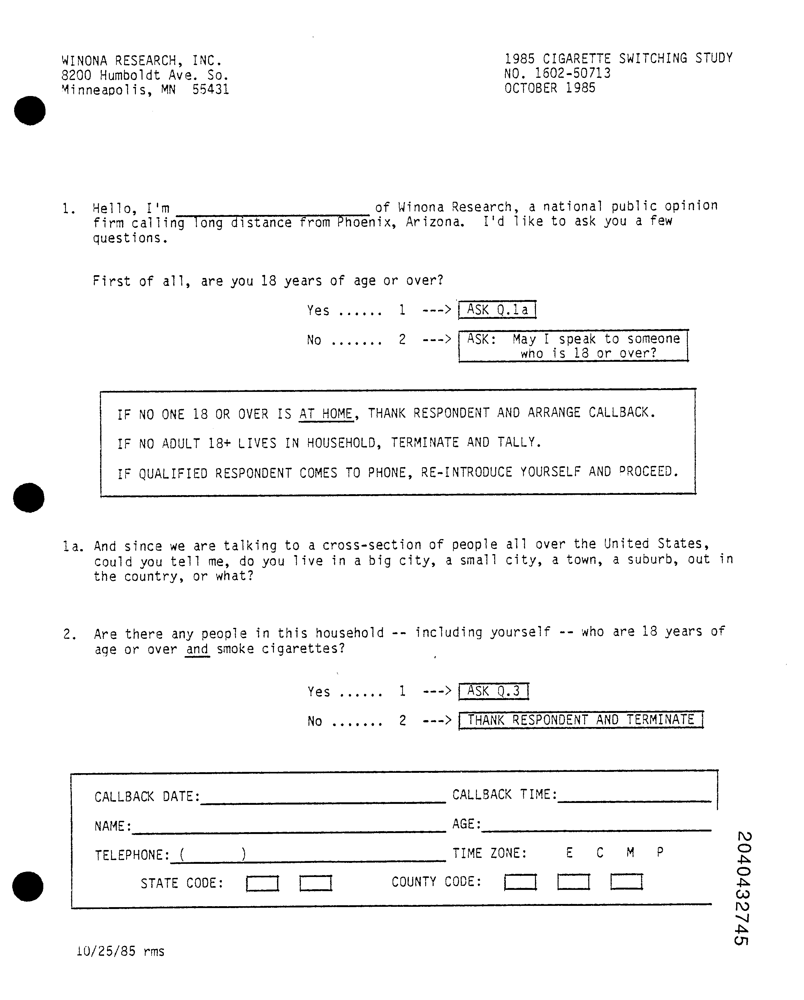 WINONA RESEARCH, INC.
8200 Humboldt Ave. So.
Minneapolis, MN 55431
1985 CIGARETTE SWITCHING STUDY
NO. 1602-50713
OCTOBER 1985
1. Hello, I'm ____________________ of Winona Research, a national public opinion
firm calling long distance from Phoenix, Arizona. I'd like to ask you a few
questions.
First of all, are you 18 years of age or over?
Yes ...... 1 ---> ASK Q.1a
No ....... 2 ---> ASK: May I speak to someone
who is 18 or over?
IF NO ONE 18 OR OVER IS AT HOME, THANK RESPONDENT AND ARRANGE CALLBACK.
IF NO ADULT 18+ LIVES IN HOUSEHOLD, TERMINATE AND TALLY.
IF QUALIFIED RESPONDENT COMES TO PHONE, RE-INTRODUCE YOURSELF AND PROCEED.
1a. And since we are talking to a cross-section of people all over the United States,
could you tell me, do you live in a big city, a small city, a town, a suburb, out in
the country, or what?
2. Are there any people in this household -- including yourself -- who are 18 years of
age or over and smoke cigarettes?
Yes ...... 1 ---> ASK Q.3
No ....... 2 ---> THANK RESPONDENT AND TERMINATE
CALLBACK DATE:____________________ CALLBACK TIME:____________________
NAME:____________________ AGE:____________________
TELEPHONE: ( ) ____________________ TIME ZONE: E C M P
STATE CODE: COUNTY CODE:
2040432745
10/25/85 rms